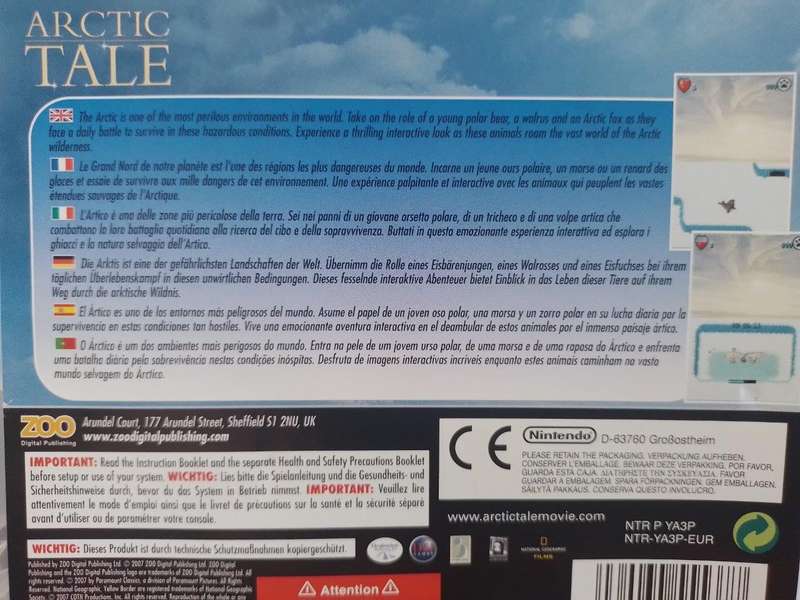 ARCTIC
TALE
The Arctic is one of the most perilous environments in the world. Take on the role of a young polar bear, a walrus and an Arctic fox as they
face a daily battle to survive in these hazardous conditions. Experience a thrilling interactive look as these animals roam the vast world of the Arctic
wilderness.
Le Grand Nord de notre planète est l'une des régions les plus dangereuses du monde. Incarne un jeune ours polaire, un morse ou un renard des
glaces et essaie de survivre aux mille dangers de cet environnement. Une expérience palpitante et interactive avec les animaux qui peuplent les vastes
étendues sauvages de l'Arctique.
L'Artico è una delle zone più pericolose della terra. Sei nei panni di un giovane orsetto polare, di un tricheco e di una volpe artica che
combattono la loro battaglia quotidiana alla ricerca del cibo e della sopravvivenza. Buttati in questa emozionante esperienza interattiva ed esplora i
ghiacci e la natura selvaggia dell'Artico.
Die Arktis ist eine der gefährlichsten Landschaften der Welt. Übernimm die Rolle eines Eisbärenjungen, eines Walrosses und eines Eisfuchses bei ihrem
täglichen Überlebenskampf in diesen unwirtlichen Bedingungen. Dieses fesselnde interaktive Abenteuer bietet Einblick in das Leben dieser Tiere auf ihrem
Weg durch die arktische Wildnis.
El Ártico es uno de los entornos más peligrosos del mundo. Asume el papel de un joven oso polar, una morsa y un zorro polar en su lucha diaria por la
supervivencia en estas condiciones tan hostiles. Vive una emocionante aventura interactiva en el deambular de estos animales por el inmenso paisaje ártico.
O Árctico é um dos ambientes mais perigosos do mundo. Entra na pele de um jovem urso polar, de uma morsa e de uma raposa do Árctico e enfrenta
uma batalha diária pela sobrevivência nestas condições inóspitas. Desfruta de imagens interactivas incríveis enquanto estes animais caminham no vasto
mundo selvagem do Árctico.
ZOO
Digital Publishing
Arundel Court, 177 Arundel Street, Sheffield S1 2NU, UK
www.zoodigitalpublishing.com
IMPORTANT: Read the Instruction Booklet and the separate Health and Safety Precautions Booklet
before setup or use of your system. WICHTIG: Lies bitte die Spielanleitung und die Gesundheits- und
Sicherheitshinweise durch, bevor du das System in Betrieb nimmst. IMPORTANT: Veuillez lire
attentivement le mode d'emploi ainsi que le livret de précautions sur la santé et la sécurité séparé
avant d'utiliser ou de paramétrer votre console.
WICHTIG: Dieses Produkt ist durch technische Schutzmaßnahmen kopiergeschützt.
CE
Nintendo D-63760 Großostheim
PLEASE RETAIN THE PACKAGING. VERPACKUNG AUFHEBEN.
CONSERVER L'EMBALLAGE. BEWAAR DEZE VERPAKKING. POR FAVOR,
GUARDA ESTA CAJA. ΔΙΑΤΗΡΗΣΤΕ ΤΗΝ ΣΥΣΚΕΥΑΣΙΑ. FAVOR
GUARDAR A EMBALAGEM. SPARA FÖRPACKNINGEN. GEM EMBALLAGEN.
SÄILYTÄ PAKKAUS. CONSERVA QUESTO INVOLUCRO.
www.arctictalemovie.com
NTR P YA3P
NTR-YA3P-EUR
NATIONAL GEOGRAPHIC
FILMS
Published by ZOO Digital Publishing Ltd. © 2007 ZOO Digital Publishing Ltd. ZOO Digital
Publishing and the ZOO Digital Publishing logo are trademarks of ZOO Digital Publishing Ltd. All
rights reserved. © 2007 by Paramount Classics, a division of Paramount Pictures. All Rights
Reserved. National Geographic, Yellow Border are registered trademarks of National Geographic
Society. © 2007 COTN Productions, Inc. All
rights reserved.
Attention